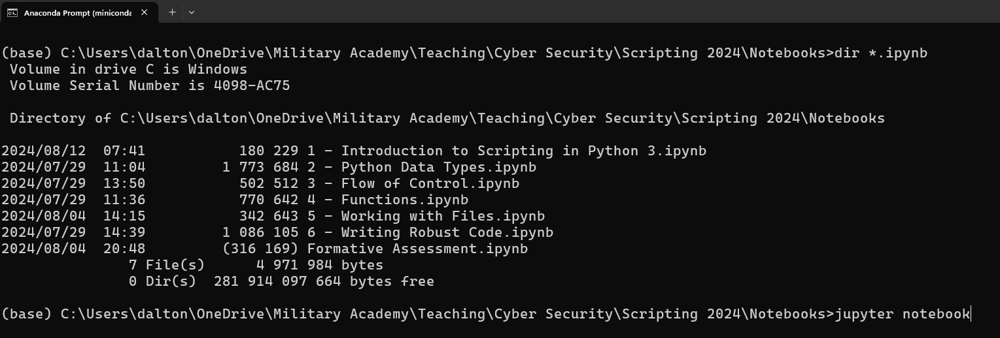 Anaconda Prompt (miniconda
(base) C:\Users\dalton\OneDrive\Military Academy\Teaching\Cyber Security\Scripting 2024\Notebooks>dir *.ipynb
 Volume in drive C is Windows
 Volume Serial Number is 4098-AC75
 Directory of C:\Users\dalton\OneDrive\Military Academy\Teaching\Cyber Security\Scripting 2024\Notebooks
2024/08/12  07:41           180 229 1 - Introduction to Scripting in Python 3.ipynb
2024/07/29  11:04         1 773 684 2 - Python Data Types.ipynb
2024/07/29  13:50           502 512 3 - Flow of Control.ipynb
2024/07/29  11:36           770 642 4 - Functions.ipynb
2024/08/04  14:15           342 643 5 - Working with Files.ipynb
2024/07/29  14:39         1 086 105 6 - Writing Robust Code.ipynb
2024/08/04  20:48         (316 169) Formative Assessment.ipynb
               7 File(s)      4 971 984 bytes
               0 Dir(s)  281 914 097 664 bytes free
(base) C:\Users\dalton\OneDrive\Military Academy\Teaching\Cyber Security\Scripting 2024\Notebooks>jupyter notebook